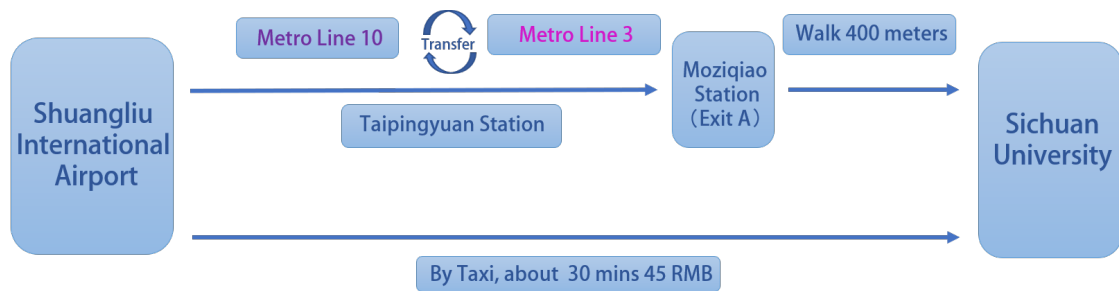 Metro Line 10
Transfer
Metro Line 3
Walk 400 meters
Shuangliu
International
Airport
Taipingyuan Station
Moziqiao
Station
（Exit A）
Sichuan
University
By Taxi, about 30 mins 45 RMB